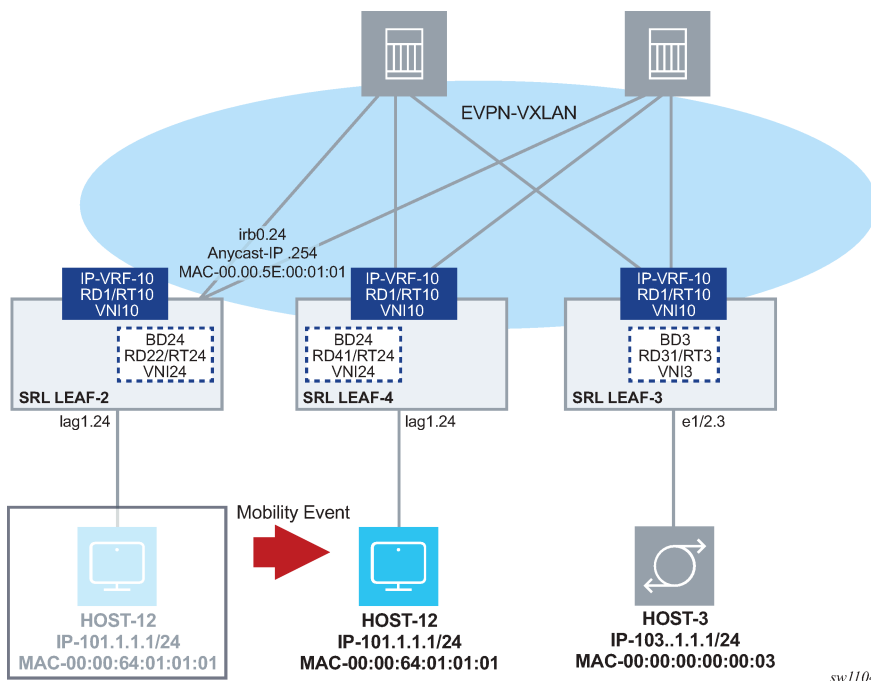 EVPN-VXLAN
irb0.24
Anycast-IP .254
MAC-00.00.5E:00:01:01
IP-VRF-10
RD1/RT10
VNI10
BD24
RD22/RT24
VNI24
SRL LEAF-2
lag1.24
IP-VRF-10
RD1/RT10
VNI10
BD24
RD41/RT24
VNI24
SRL LEAF-4
lag1.24
IP-VRF-10
RD1/RT10
VNI10
BD3
RD31/RT3
VNI3
SRL LEAF-3
e1/2.3
Mobility Event
HOST-12
IP-101.1.1.1/24
MAC-00:00:64:01:01:01
HOST-12
IP-101.1.1.1/24
MAC-00:00:64:01:01:01
HOST-3
IP-103..1.1.1/24
MAC-00:00:00:00:00:03
sw1104